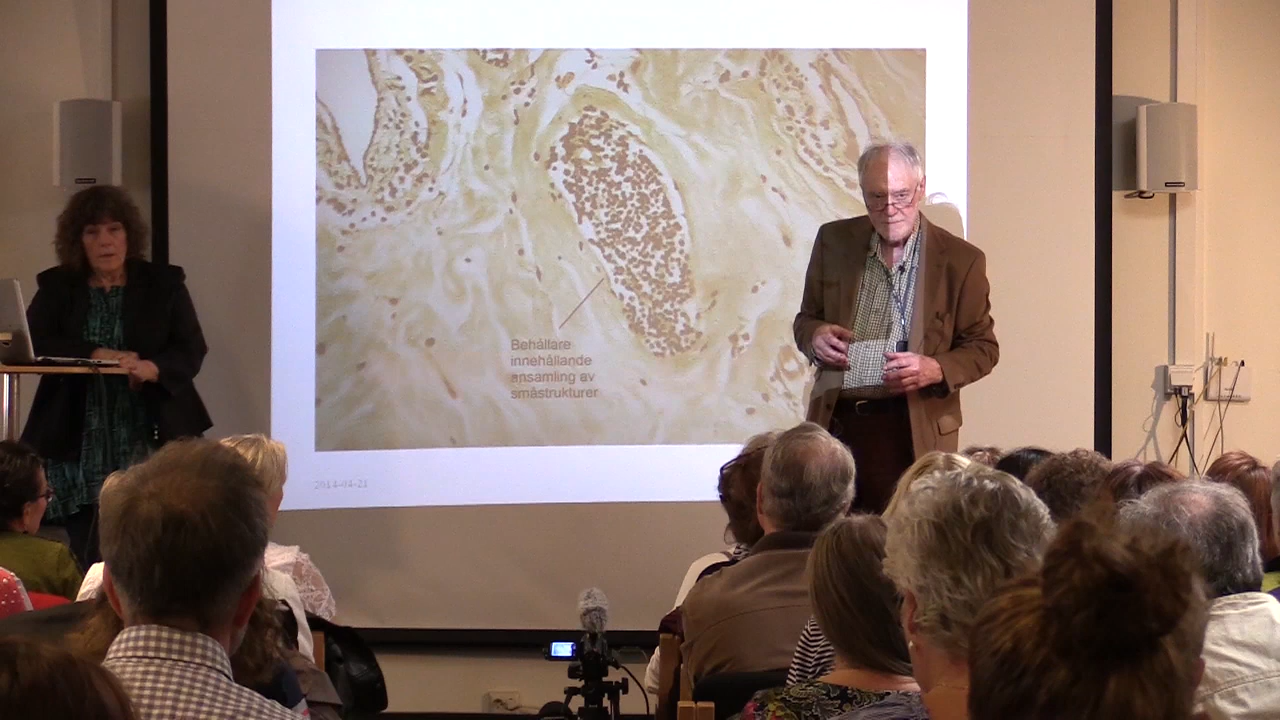 Behållare
innehållande
ansamling av
småstrukturer
2014-04-21